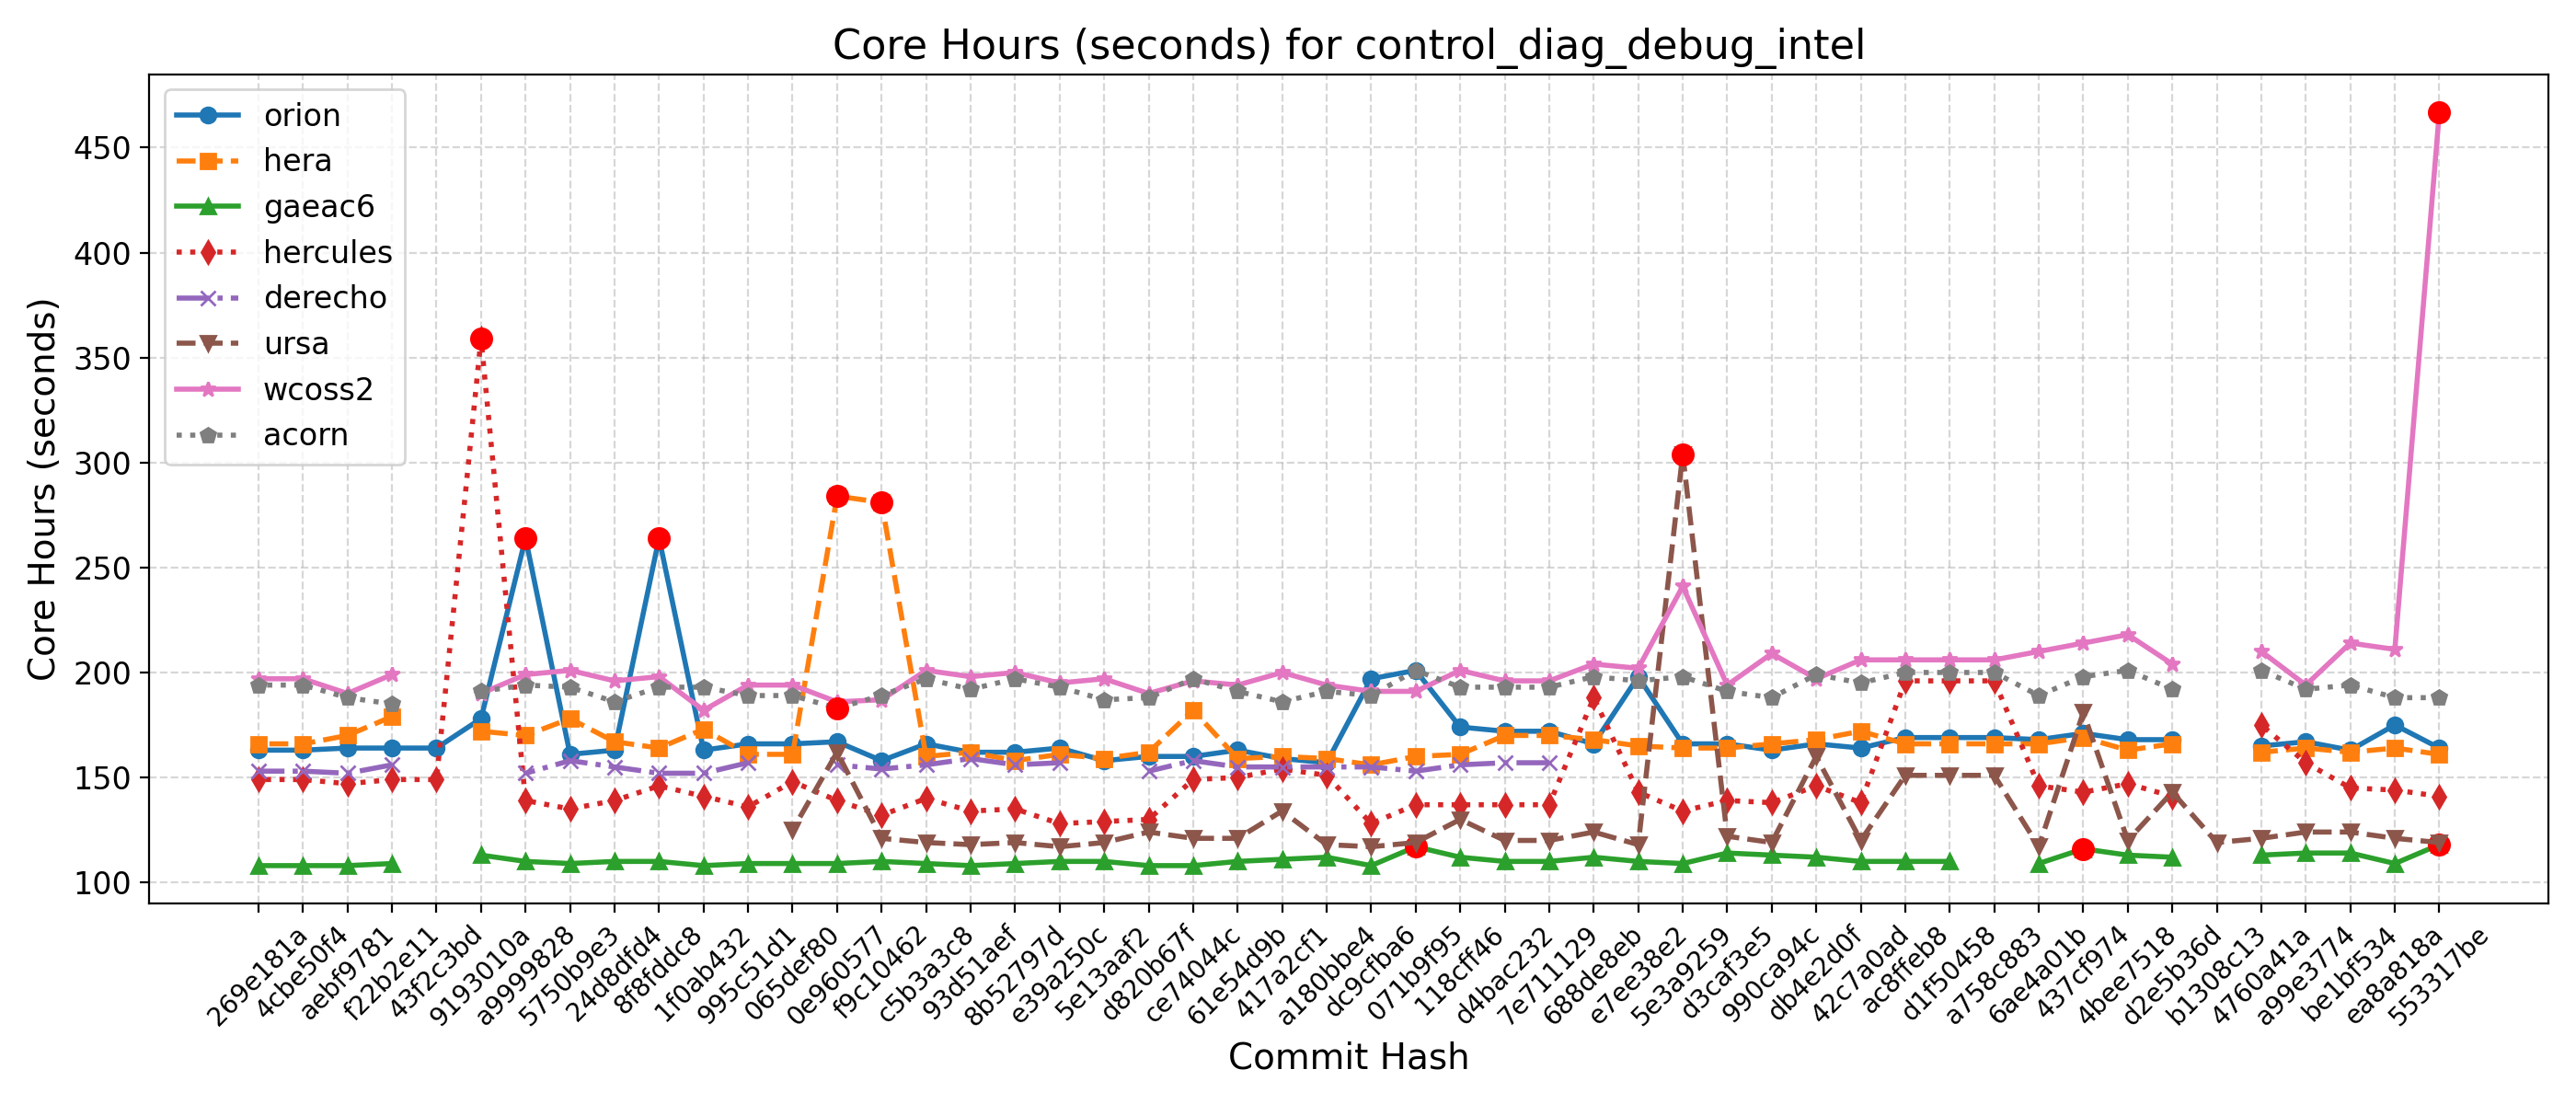 Core Hours (seconds) for control_diag_debug_intel
Core Hours (seconds)
450
400
350
300
250
200
150
100
orion
hera
gaeac6
hercules
derecho
ursa
wcoss2
acorn
269e181a
4cbe50f4
aebf9781
f22b2e11
43f2c3bd
9193010a
a9999828
5750b9e3
24d8dfd4
8f8fddc8
1f0ab432
995c51d1
065def80
0e960577
f9c10462
c5b3a3c8
93d51aef
8b52797d
e39a250c
5e13aaf2
d820b67f
ce74044c
61e54d9b
417a2cf1
a180bbe4
dc9cfba6
071b9f95
118cff46
d4bac232
7e711129
688de8eb
e7ee38e2
5e3a9259
d3caf3e5
990ca94c
db4e2d0f
42c7a0ad
ac8ffeb8
d1f50458
a758c883
6ae4a01b
437cf974
4bee7518
d2e5b36d
b1308c13
4760a41a
a99e3774
be1bf534
ea8a818a
553317be
Commit Hash